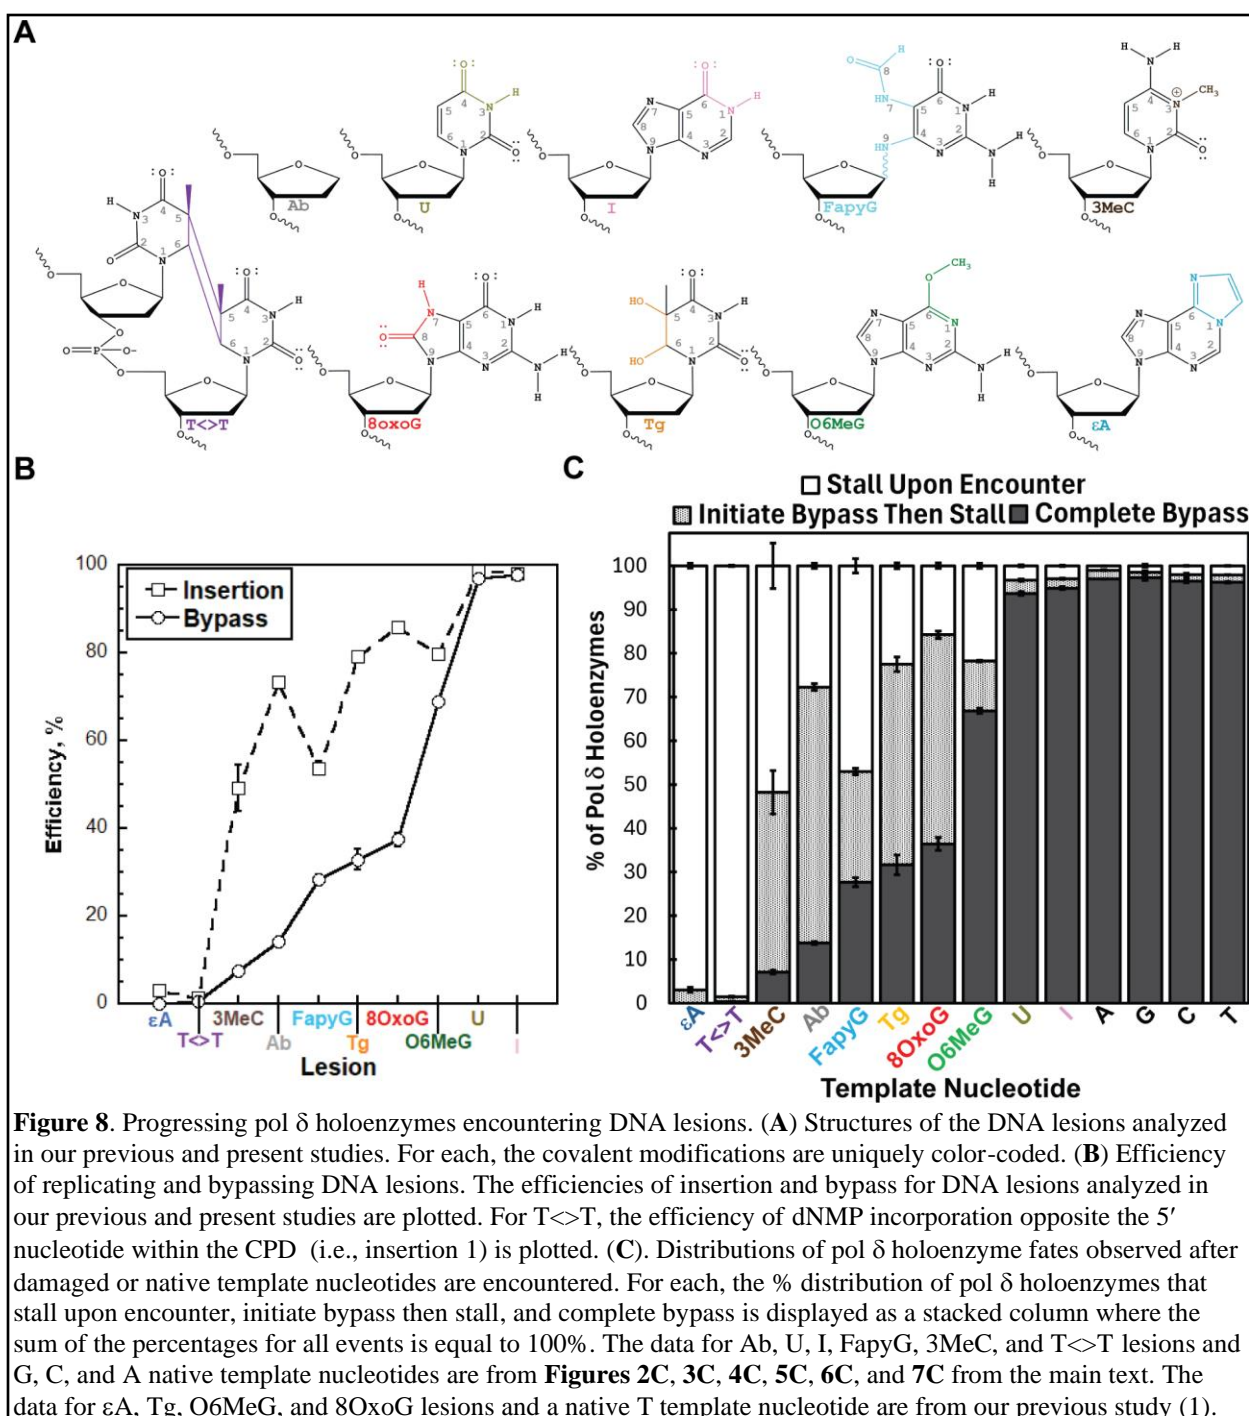 A
Ab
U
I
FapyG
3MeC
T<>T
8oxoG
Tg
O6MeG
εA
B
Efficiency, %
100
80
60
40
20
0
Insertion
Bypass
εA
T<>T
3MeC
Ab
FapyG
Tg
8OxoG
O6MeG
U
I
Lesion
C
Stall Upon Encounter
Initiate Bypass Then Stall
Complete Bypass
% of Pol δ Holoenzymes
100
90
80
70
60
50
40
30
20
10
0
εA
T<>T
3MeC
Ab
FapyG
Tg
8OxoG
O6MeG
U
I
A
G
C
T
Template Nucleotide
Figure 8. Progressing pol δ holoenzymes encountering DNA lesions. (A) Structures of the DNA lesions analyzed
in our previous and present studies. For each, the covalent modifications are uniquely color-coded. (B) Efficiency
of replicating and bypassing DNA lesions. The efficiencies of insertion and bypass for DNA lesions analyzed in
our previous and present studies are plotted. For T<>T, the efficiency of dNMP incorporation opposite the 5′
nucleotide within the CPD (i.e., insertion 1) is plotted. (C). Distributions of pol δ holoenzyme fates observed after
damaged or native template nucleotides are encountered. For each, the % distribution of pol δ holoenzymes that
stall upon encounter, initiate bypass then stall, and complete bypass is displayed as a stacked column where the
sum of the percentages for all events is equal to 100%. The data for Ab, U, I, FapyG, 3MeC, and T<>T lesions and
G, C, and A native template nucleotides are from Figures 2C, 3C, 4C, 5C, 6C, and 7C from the main text. The
data for εA, Tg, O6MeG, and 8OxoG lesions and a native T template nucleotide are from our previous study (1).